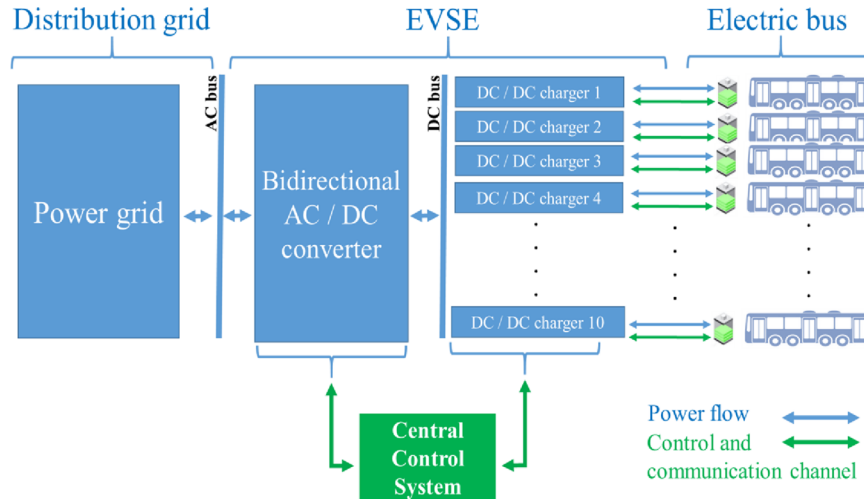 Distribution grid
EVSE
Electric bus
AC bus
DC bus
Power grid
Bidirectional
AC / DC
converter
DC / DC charger 1
DC / DC charger 2
DC / DC charger 3
DC / DC charger 4
DC / DC charger 10
Central
Control
System
Power flow
Control and
communication channel